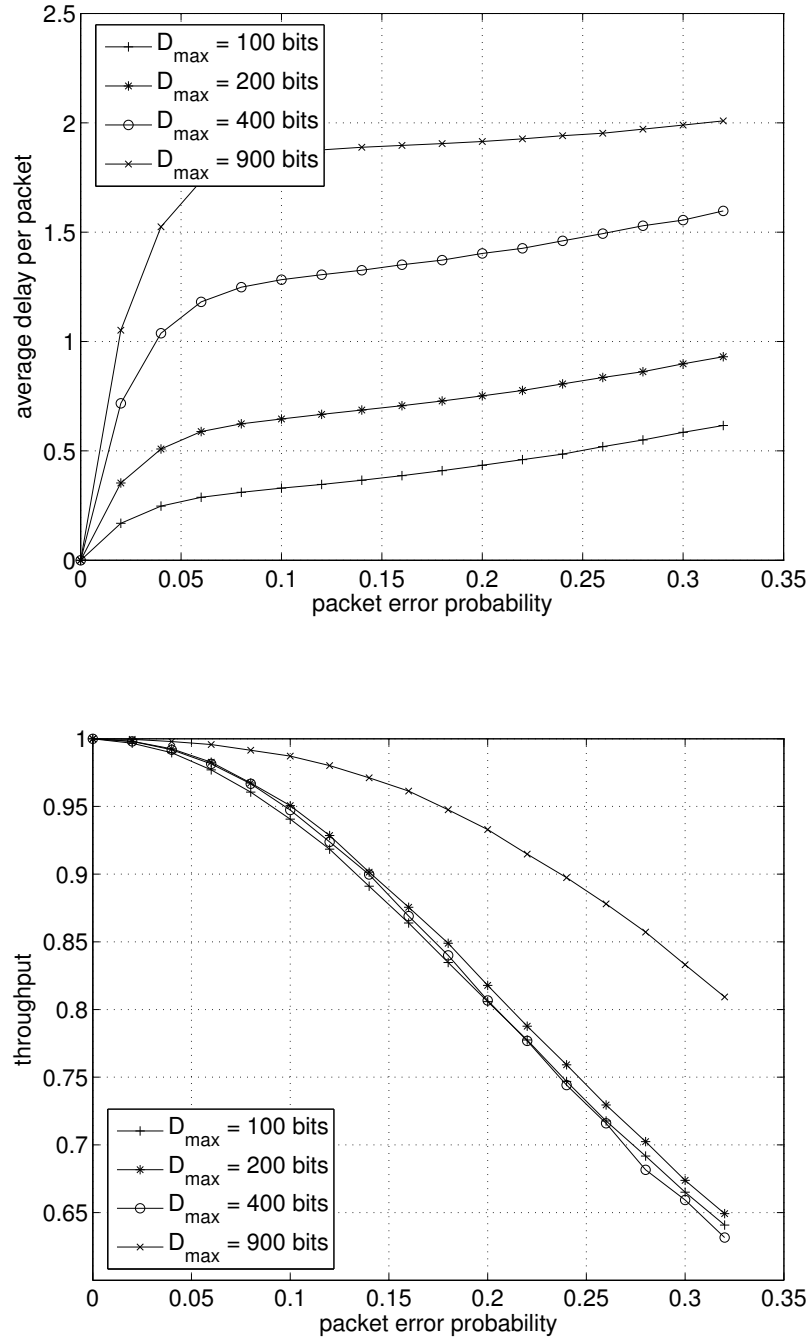 2.5
2
1.5
1
0.5
0
average delay per packet
D_max = 100 bits
D_max = 200 bits
D_max = 400 bits
D_max = 900 bits
0 0.05 0.1 0.15 0.2 0.25 0.3 0.35
packet error probability
1
0.95
0.9
0.85
0.8
0.75
0.7
0.65
throughput
D_max = 100 bits
D_max = 200 bits
D_max = 400 bits
D_max = 900 bits
0 0.05 0.1 0.15 0.2 0.25 0.3 0.35
packet error probability